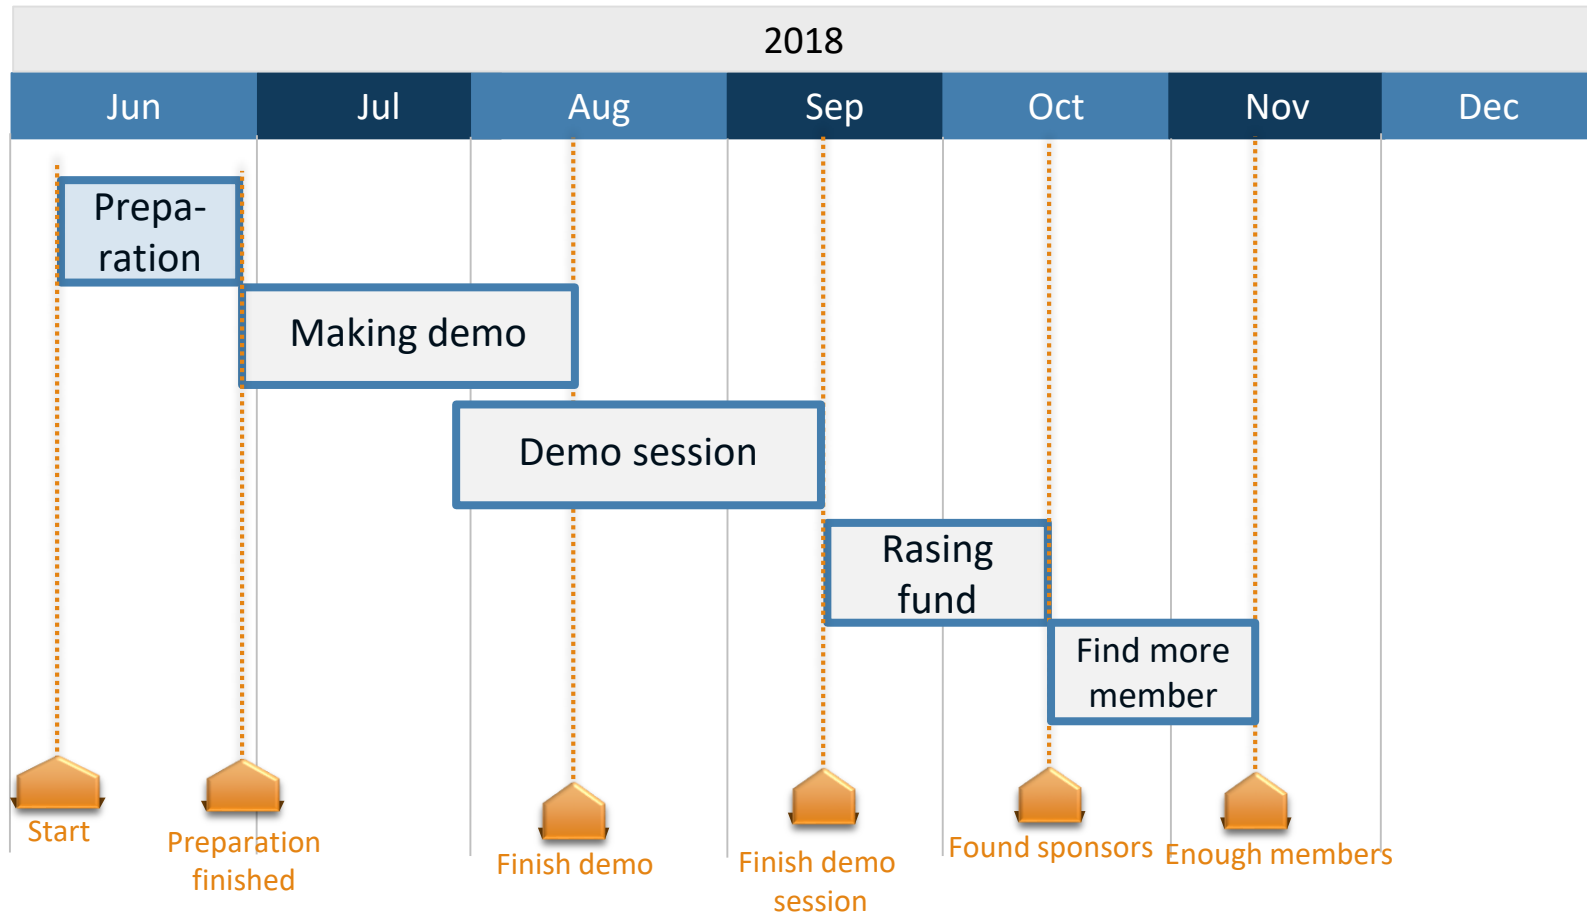 2018
Jun Jul Aug Sep Oct Nov Dec
Prepa-
ration
Making demo
Demo session
Rasing
fund
Find more
member
Start
Preparation
finished
Finish demo
Finish demo
session
Found sponsors
Enough members